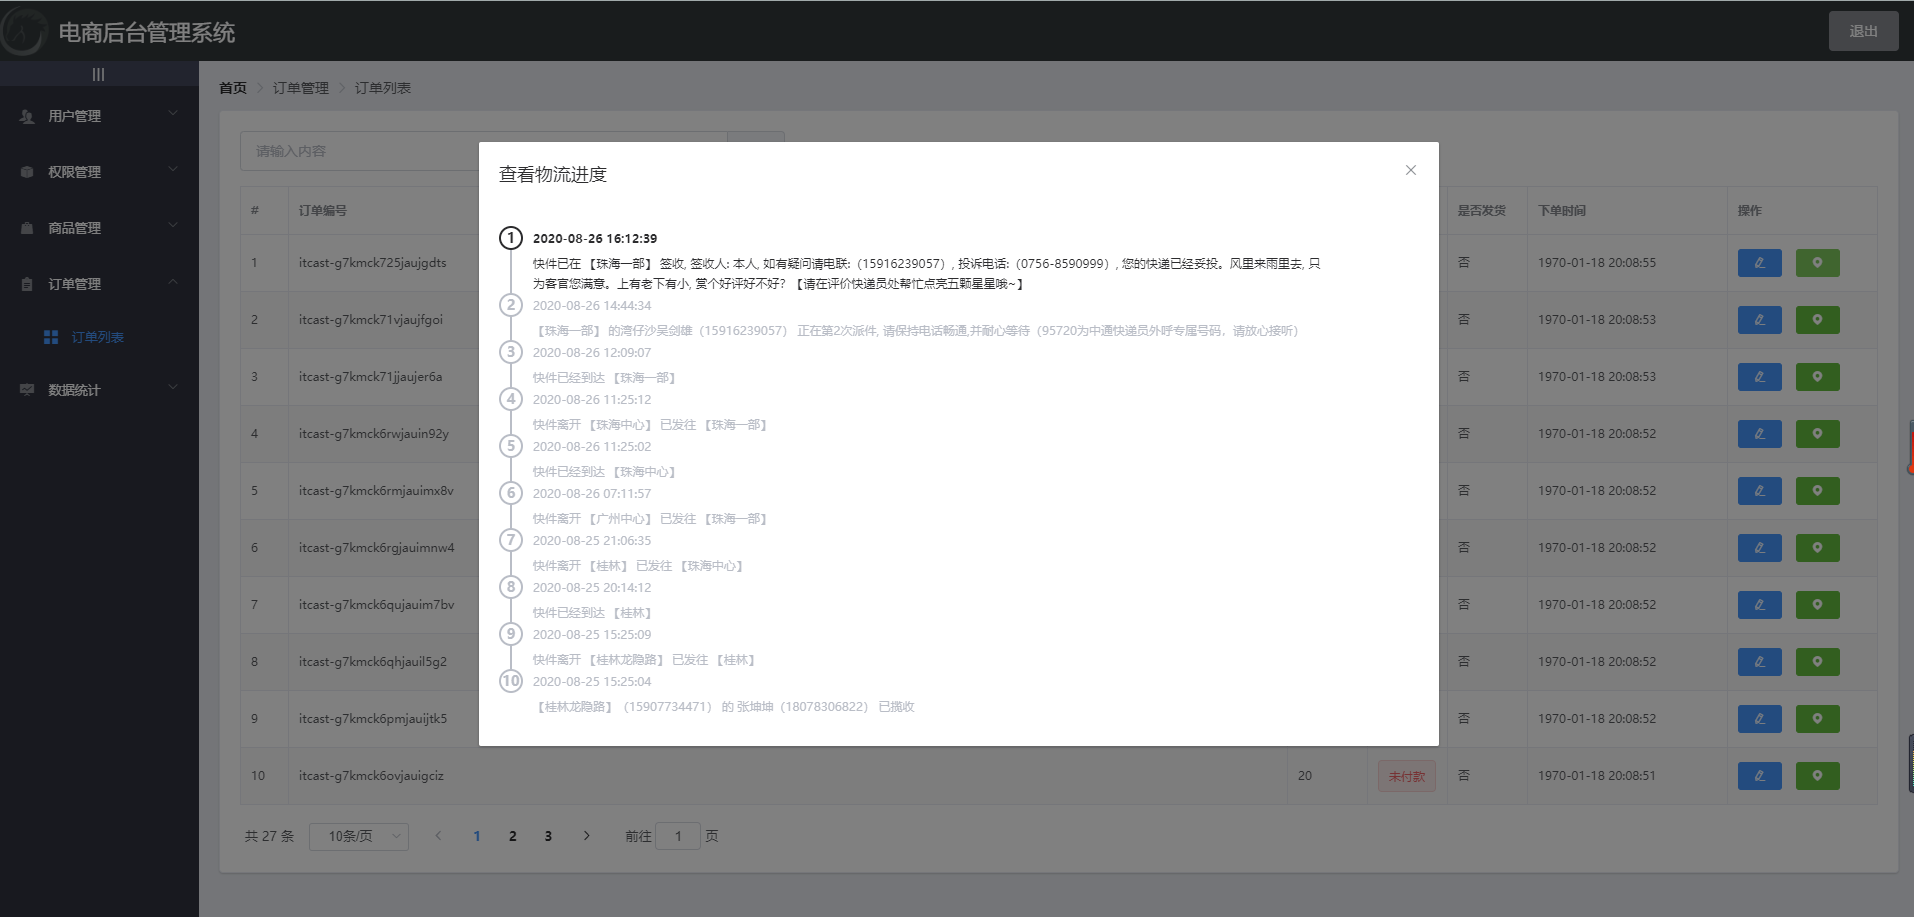 电商后台管理系统
退出
|||
用户管理
权限管理
商品管理
订单管理
订单列表
数据统计
首页 > 订单管理 > 订单列表
请输入内容
# 订单编号 是否发货 下单时间 操作
1 itcast-g7kmck725jaujgdts 否 1970-01-18 20:08:55
2 itcast-g7kmck71vjaujfgoi 否 1970-01-18 20:08:53
3 itcast-g7kmck71jjaujer6a 否 1970-01-18 20:08:53
4 itcast-g7kmck6rwjauin92y 否 1970-01-18 20:08:52
5 itcast-g7kmck6rmjauimx8v 否 1970-01-18 20:08:52
6 itcast-g7kmck6rgjauimnw4 否 1970-01-18 20:08:52
7 itcast-g7kmck6qujauim7bv 否 1970-01-18 20:08:52
8 itcast-g7kmck6qhjauil5g2 否 1970-01-18 20:08:52
9 itcast-g7kmck6pmjauijtk5 否 1970-01-18 20:08:52
10 itcast-g7kmck6ovjauigciz 20 未付款 否 1970-01-18 20:08:51
共 27 条 10条/页 < 1 2 3 > 前往 1 页
查看物流进度 ×
1 2020-08-26 16:12:39
快件已在 【珠海一部】 签收, 签收人: 本人, 如有疑问请电联:（15916239057）, 投诉电话:（0756-8590999）, 您的快递已经妥投。风里来雨里去, 只
为客官您满意。上有老下有小, 赏个好评好不好？【请在评价快递员处帮忙点亮五颗星星哦~】
2 2020-08-26 14:44:34
【珠海一部】 的湾仔沙吴剑雄（15916239057） 正在第2次派件, 请保持电话畅通,并耐心等待（95720为中通快递员外呼专属号码，请放心接听）
3 2020-08-26 12:09:07
快件已经到达 【珠海一部】
4 2020-08-26 11:25:12
快件离开 【珠海中心】 已发往 【珠海一部】
5 2020-08-26 11:25:02
快件已经到达 【珠海中心】
6 2020-08-26 07:11:57
快件离开 【广州中心】 已发往 【珠海一部】
7 2020-08-25 21:06:35
快件离开 【桂林】 已发往 【珠海中心】
8 2020-08-25 20:14:12
快件已经到达 【桂林】
9 2020-08-25 15:25:09
快件离开 【桂林龙隐路】 已发往 【桂林】
10 2020-08-25 15:25:04
【桂林龙隐路】（15907734471） 的 张坤坤（18078306822） 已揽收